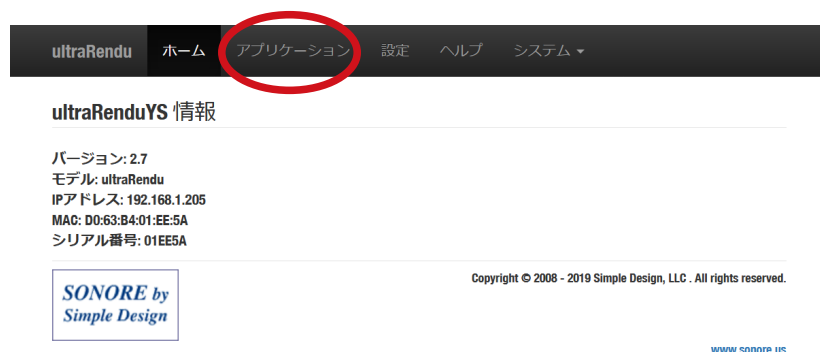 ultraRendu ホーム アプリケーション 設定 ヘルプ システム
ultraRenduYS 情報
バージョン: 2.7
モデル: ultraRendu
IPアドレス: 192.168.1.205
MAC: D0:63:B4:01:EE:5A
シリアル番号: 01EE5A
SONORE by
Simple Design
Copyright © 2008 - 2019 Simple Design, LLC . All rights reserved.
www.sonore.us